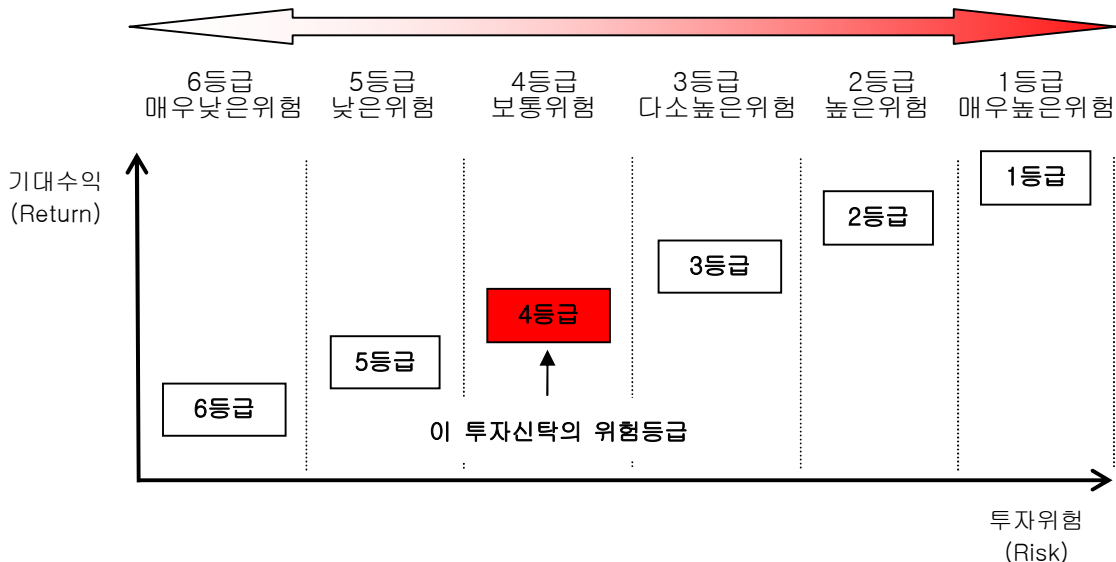 6등급
매우낮은위험
5등급
낮은위험
4등급
보통위험
3등급
다소높은위험
2등급
높은위험
1등급
매우높은위험
기대수익
(Return)
1등급
2등급
3등급
4등급
5등급
6등급
이 투자신탁의 위험등급
투자위험
(Risk)